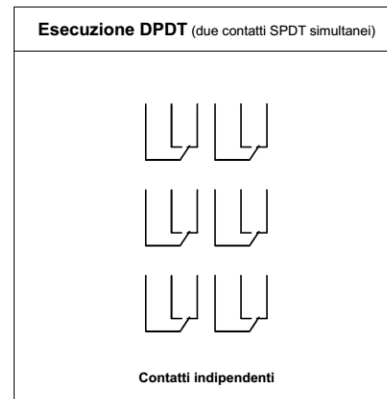 Esecuzione DPDT (due contatti SPDT simultanei)
Contatti indipendenti